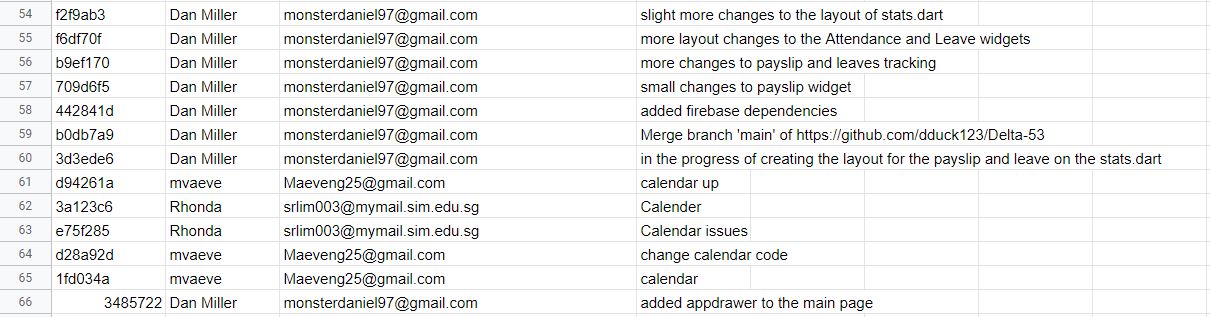 54 f2f9ab3 Dan Miller monsterdaniel97@gmail.com slight more changes to the layout of stats.dart
55 f6df70f Dan Miller monsterdaniel97@gmail.com more layout changes to the Attendance and Leave widgets
56 b9ef170 Dan Miller monsterdaniel97@gmail.com more changes to payslip and leaves tracking
57 709d6f5 Dan Miller monsterdaniel97@gmail.com small changes to payslip widget
58 442841d Dan Miller monsterdaniel97@gmail.com added firebase dependencies
59 b0db7a9 Dan Miller monsterdaniel97@gmail.com Merge branch 'main' of https://github.com/dduck123/Delta-53
60 3d3ede6 Dan Miller monsterdaniel97@gmail.com in the progress of creating the layout for the payslip and leave on the stats.dart
61 d94261a mvaeve Maeveng25@gmail.com calendar up
62 3a123c6 Rhonda srlim003@mymail.sim.edu.sg Calender
63 e75f285 Rhonda srlim003@mymail.sim.edu.sg Calendar issues
64 d28a92d mvaeve Maeveng25@gmail.com change calendar code
65 1fd034a mvaeve Maeveng25@gmail.com calendar
66 3485722 Dan Miller monsterdaniel97@gmail.com added appdrawer to the main page